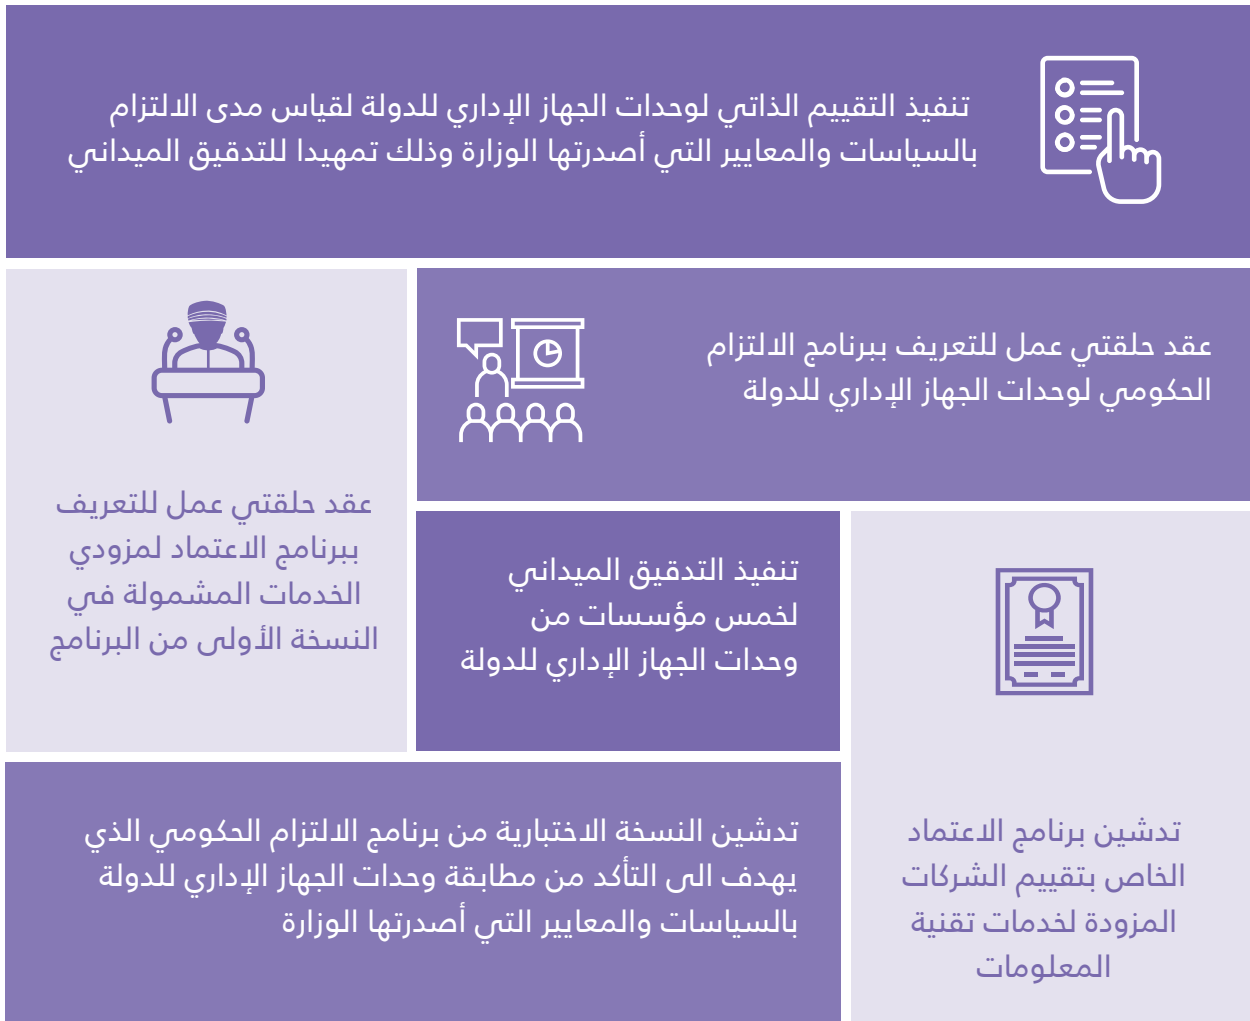 تنفيذ التقييم الذاتي لوحدات الجهاز الإداري للدولة لقياس مدى الالتزام
بالسياسات والمعايير التي أصدرتها الوزارة وذلك تمهيدا للتدقيق الميداني
عقد حلقتي عمل للتعريف ببرنامج الالتزام
الحكومي لوحدات الجهاز الإداري للدولة
عقد حلقتي عمل للتعريف
ببرنامج الاعتماد لمزودي
الخدمات المشمولة في
النسخة الأولى من البرنامج
تنفيذ التدقيق الميداني
لخمس مؤسسات من
وحدات الجهاز الإداري للدولة
تدشين برنامج الاعتماد
الخاص بتقييم الشركات
المزودة لخدمات تقنية
المعلومات
تدشين النسخة الاختبارية من برنامج الالتزام الحكومي الذي
يهدف الى التأكد من مطابقة وحدات الجهاز الإداري للدولة
بالسياسات والمعايير التي أصدرتها الوزارة